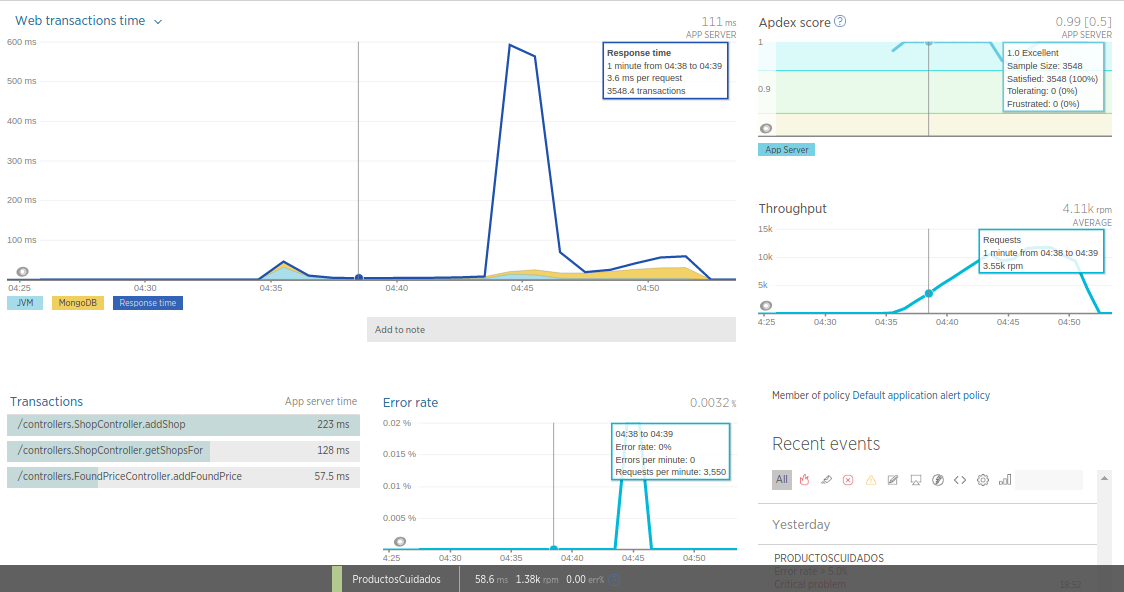 Web transactions time
111 ms
APP SERVER
600 ms
500 ms
400 ms
300 ms
200 ms
100 ms
Response time
1 minute from 04:38 to 04:39
3.6 ms per request
3548.4 transactions
04:25 04:30 04:35 04:40 04:45 04:50
JVM MongoDB Response time
Add to note
Apdex score ?
0.99 [0.5]
APP SERVER
1
0.9
1.0 Excellent
Sample Size: 3548
Satisfied: 3548 (100%)
Tolerating: 0 (0%)
Frustrated: 0 (0%)
App Server
Throughput
4.11k rpm
AVERAGE
15k
10k
5k
Requests
1 minute from 04:38 to 04:39
3.55k rpm
4:25 04:30 04:35 04:40 04:45 04:50
Transactions App server time
/controllers.ShopController.addShop 223 ms
/controllers.ShopController.getShopsFor 128 ms
/controllers.FoundPriceController.addFoundPrice 57.5 ms
Error rate
0.0032 %
0.02 %
0.015 %
0.01 %
0.005 %
04:38 to 04:39
Error rate: 0%
Errors per minute: 0
Requests per minute: 3,550
4:25 04:30 04:35 04:40 04:45 04:50
Member of policy Default application alert policy
Recent events
All
Yesterday
PRODUCTOSCUIDADOS
Error rate > 5.0%
Critical problem 18:52
ProductosCuidados 58.6 ms 1.38k rpm 0.00 err%